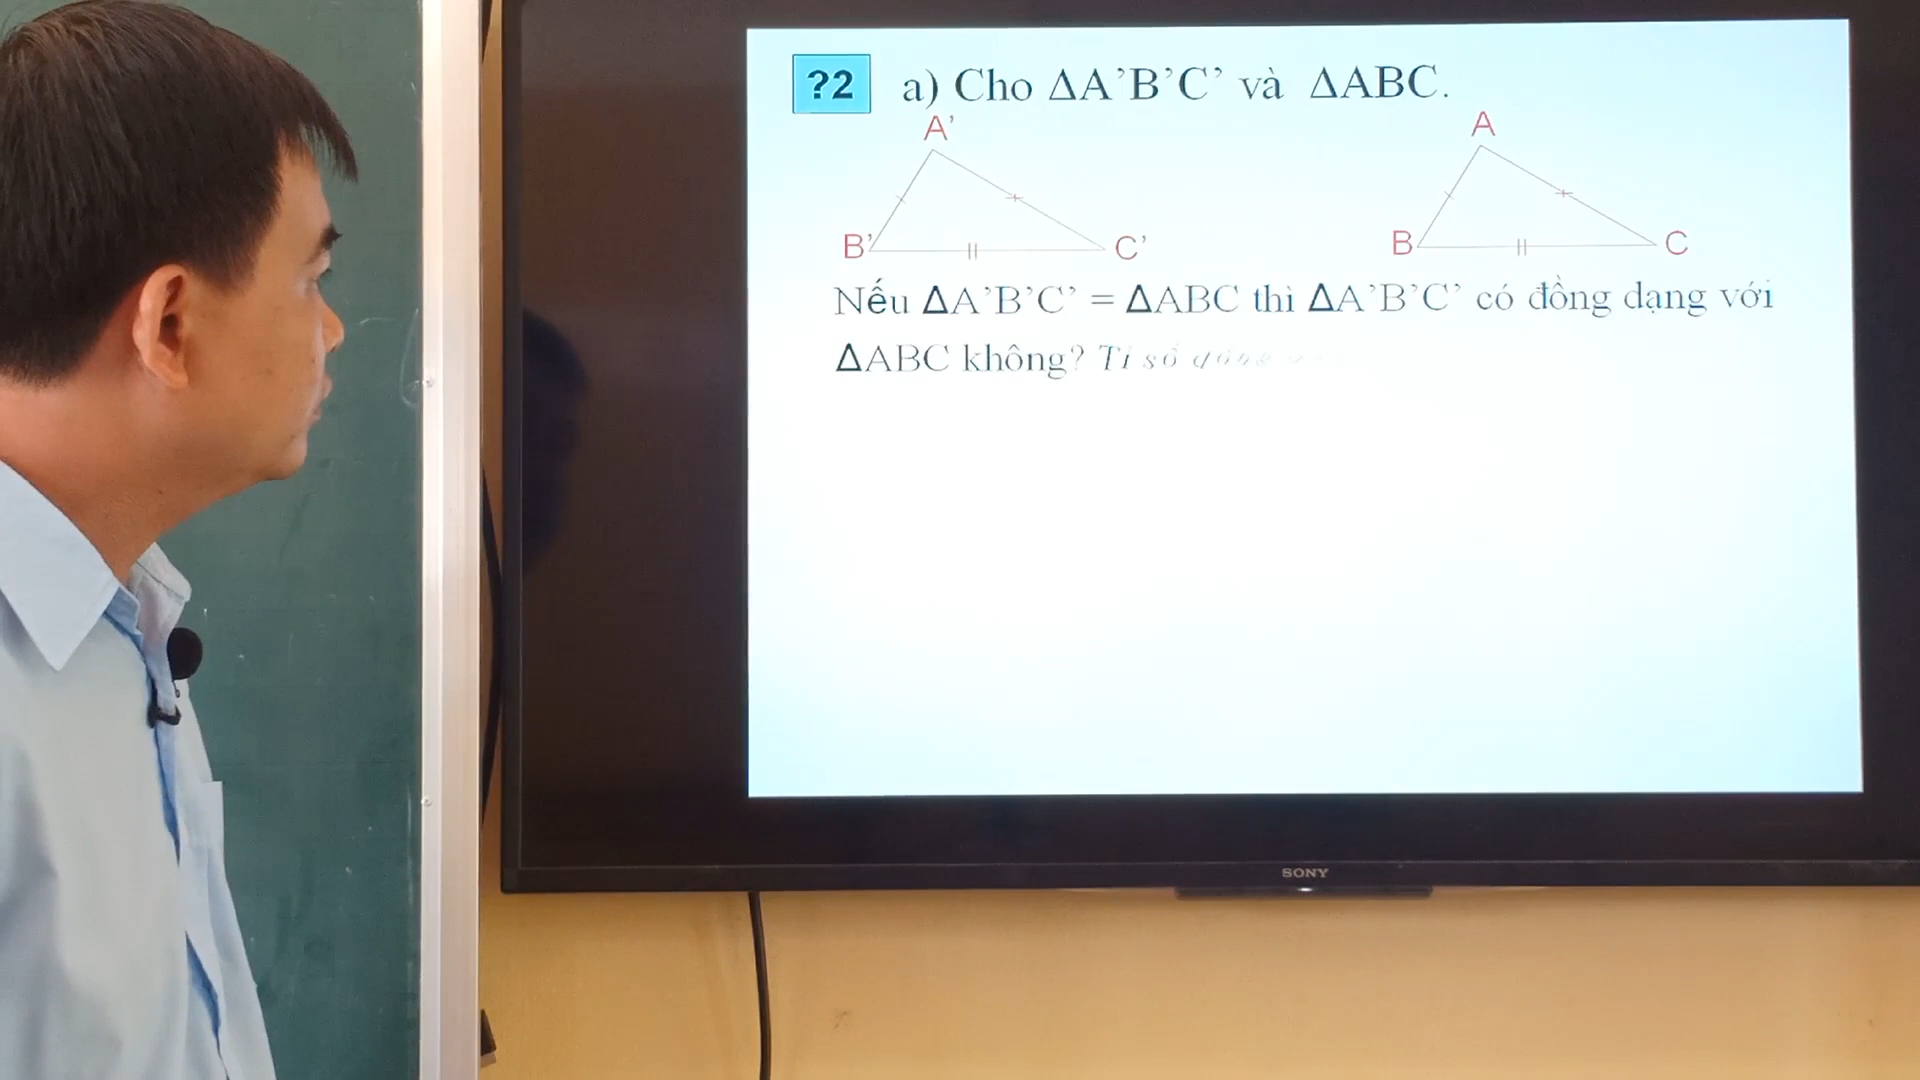 ?2 a) Cho ΔA’B’C’ và ΔABC.
A’
A
B’
C’
B
C
Nếu ΔA’B’C’ = ΔABC thì ΔA’B’C’ có đồng dạng với
ΔABC không? Tỉ số đồng
SONY